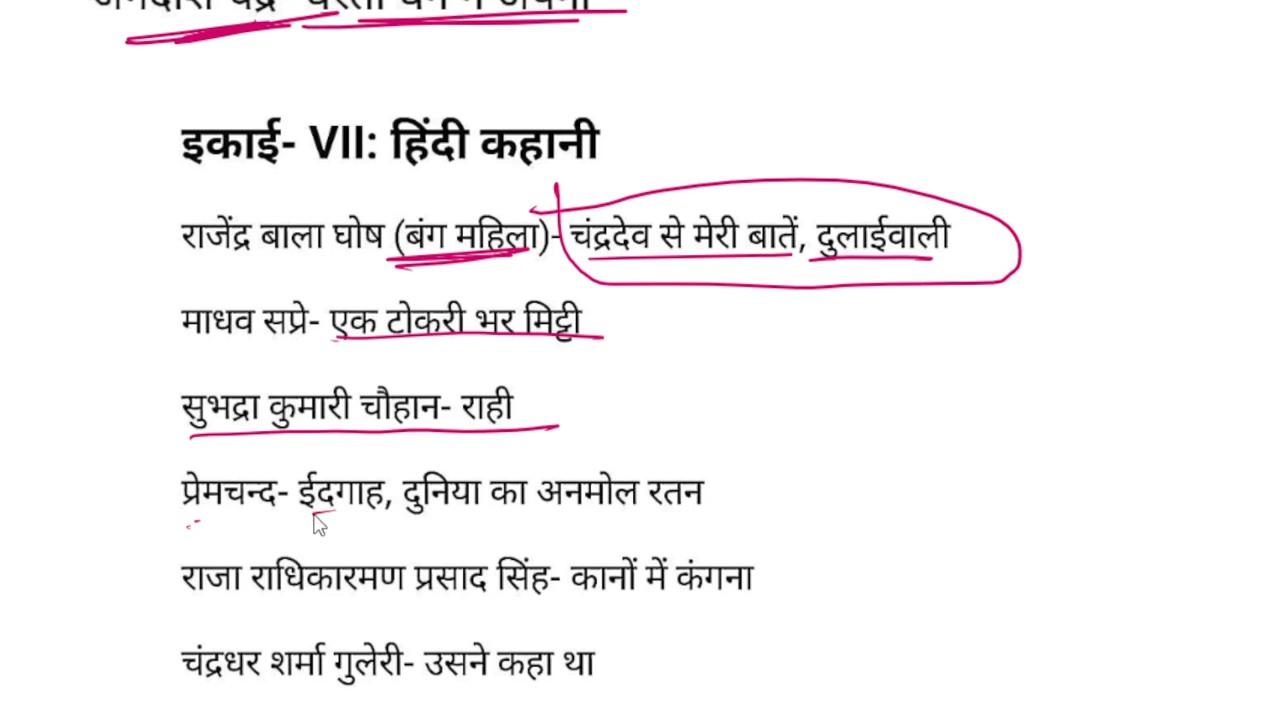 इकाई- VII: हिंदी कहानी
राजेंद्र बाला घोष (बंग महिला)- चंद्रदेव से मेरी बातें, दुलाईवाली
माधव सप्रे- एक टोकरी भर मिट्टी
सुभद्रा कुमारी चौहान- राही
प्रेमचन्द- ईदगाह, दुनिया का अनमोल रतन
राजा राधिकारमण प्रसाद सिंह- कानों में कंगना
चंद्रधर शर्मा गुलेरी- उसने कहा था